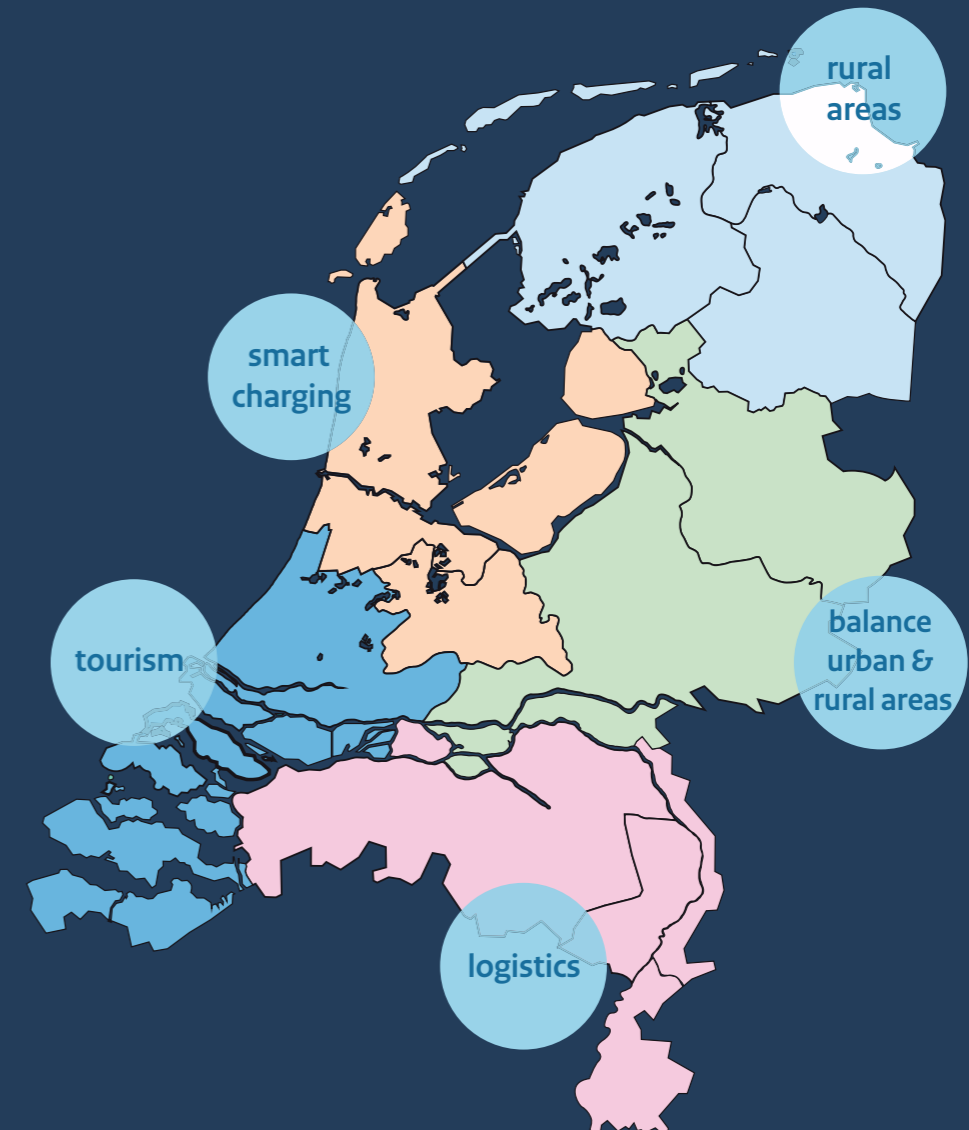 rural
areas
smart
charging
tourism
balance
urban &
rural areas
logistics